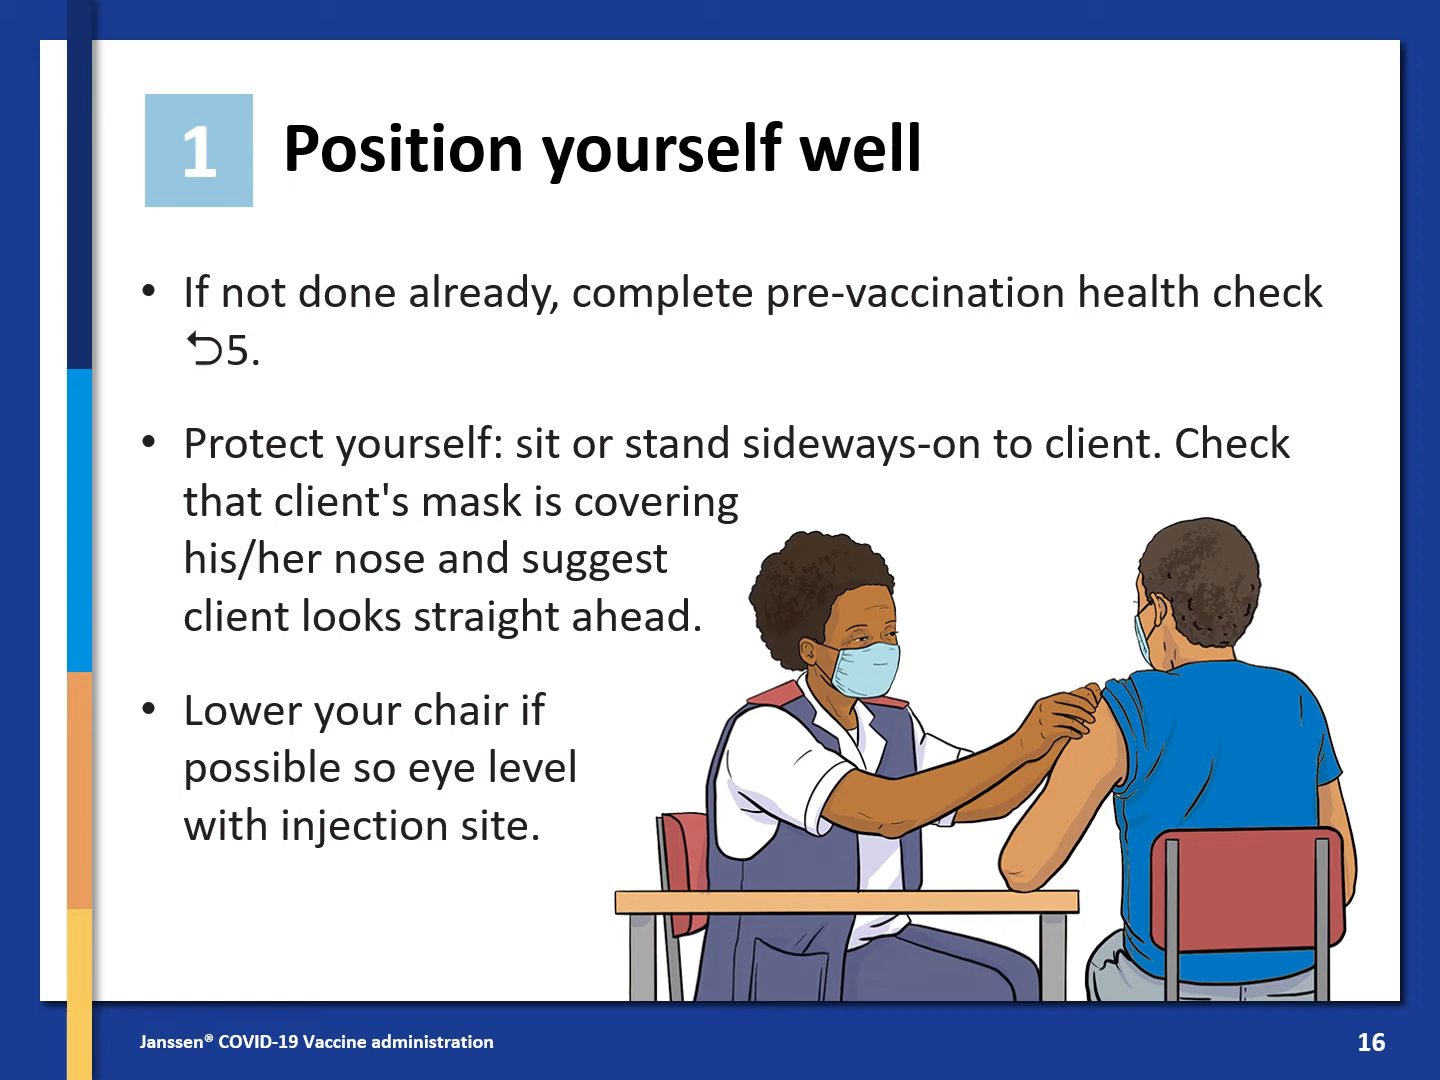 1
Position yourself well
• If not done already, complete pre-vaccination health check
⮌5.
• Protect yourself: sit or stand sideways-on to client. Check
that client's mask is covering
his/her nose and suggest
client looks straight ahead.
• Lower your chair if
possible so eye level
with injection site.
Janssen® COVID-19 Vaccine administration
16